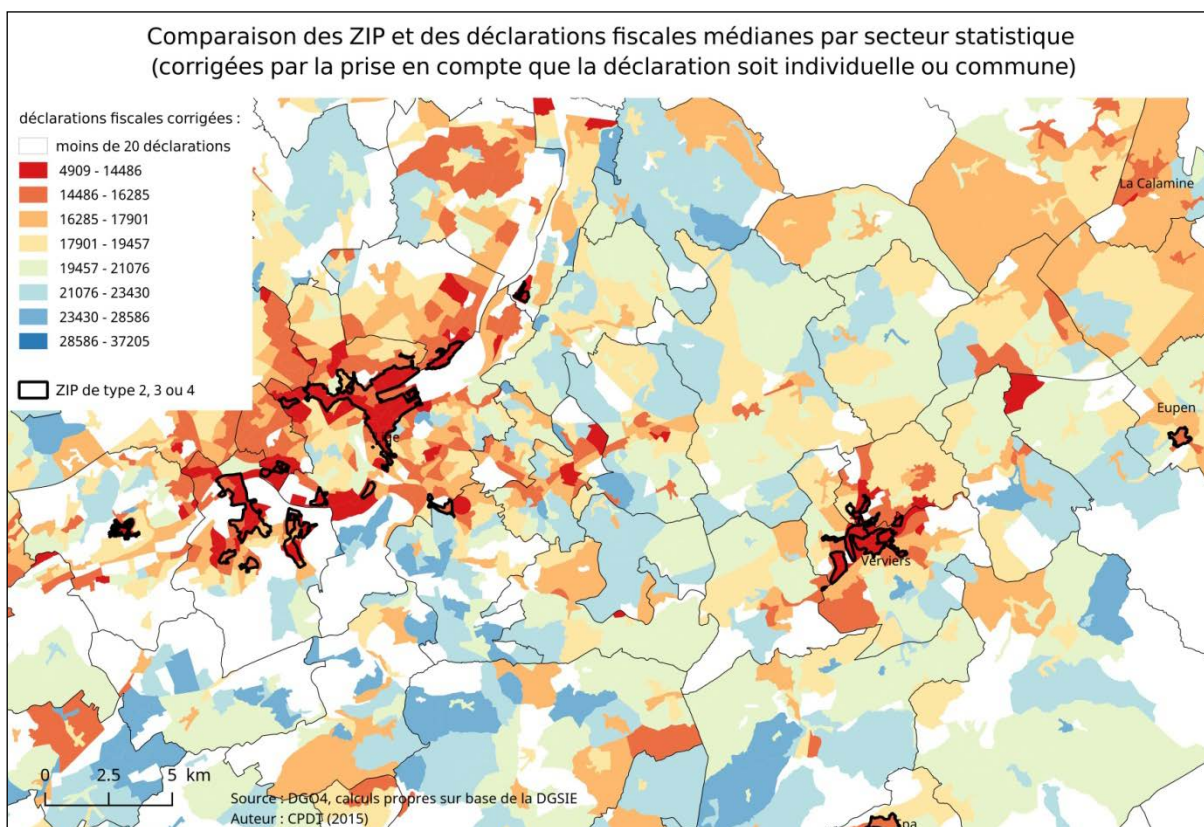 Comparaison des ZIP et des déclarations fiscales médianes par secteur statistique
(corrigées par la prise en compte que la déclaration soit individuelle ou commune)
déclarations fiscales corrigées :
moins de 20 déclarations
4909 - 14486
14486 - 16285
16285 - 17901
17901 - 19457
19457 - 21076
21076 - 23430
23430 - 28586
28586 - 37205
ZIP de type 2, 3 ou 4
La Calamine
Eupen
Verviers
0 2.5 5 km
Source : DGO4, calculs propres sur base de la DGSIE
Auteur : CPDT (2015)